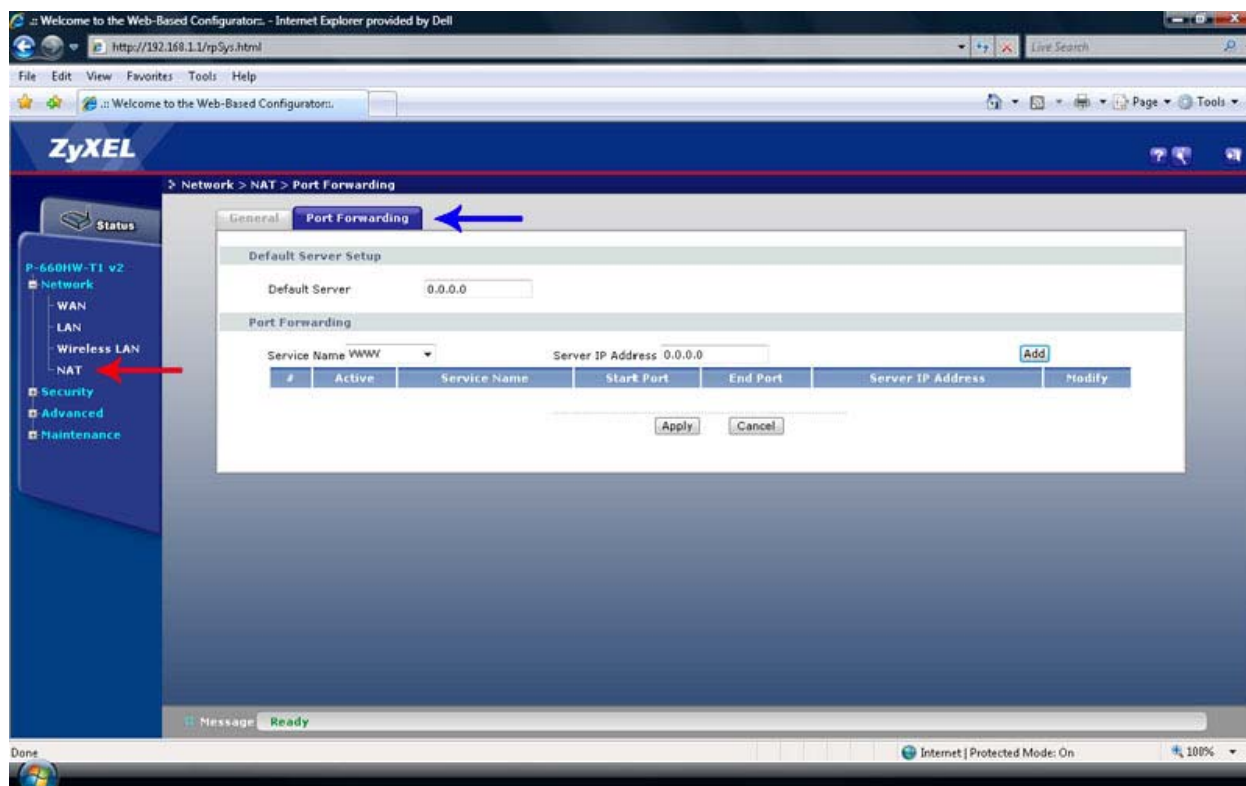 .:: Welcome to the Web-Based Configurator::. - Internet Explorer provided by Dell
http://192.168.1.1/rpSys.html
Live Search
File Edit View Favorites Tools Help
.:: Welcome to the Web-Based Configurator::.
Page Tools
ZyXEL
Network > NAT > Port Forwarding
Status
General Port Forwarding
P-660HW-T1 v2
Network
WAN
LAN
Wireless LAN
NAT
Security
Advanced
Maintenance
Default Server Setup
Default Server 0.0.0.0
Port Forwarding
Service Name WWW Server IP Address 0.0.0.0 Add
# Active Service Name Start Port End Port Server IP Address Modify
Apply Cancel
Message Ready
Done Internet | Protected Mode: On 100%